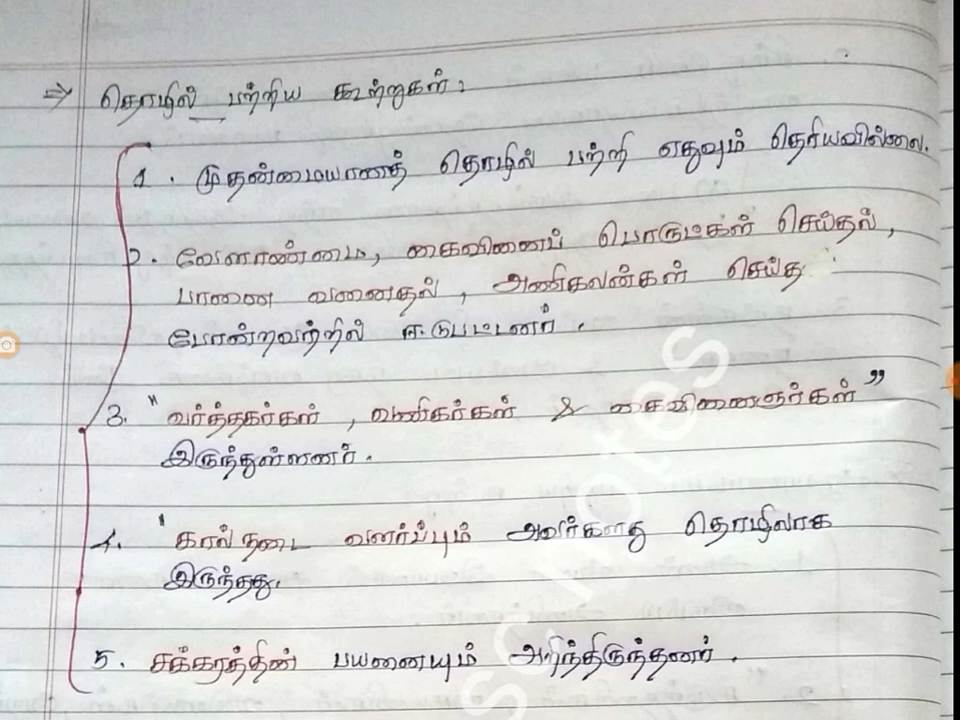 ⇒ தொழில் பற்றிய கூற்றுகள் :
1. முதன்மையானத் தொழில் பற்றி எதுவும் தெரியவில்லை.
2. வேளாண்மை, கைவினைப் பொருட்கள் செய்தல்,
பானை வனைதல், அணிகலன்கள் செய்த
போன்றவற்றில் ஈடுபட்டனர்.
3. "வர்த்தகர்கள், வணிகர்கள் & கைவினைஞர்கள்"
இருந்துள்ளனர்.
4. ' கால்நடை வளர்ப்பும் அவர்களது தொழிலாக
இருந்தது.
5. சக்கரத்தின் பயனையும் அறிந்திருந்தனர்.
sc notes